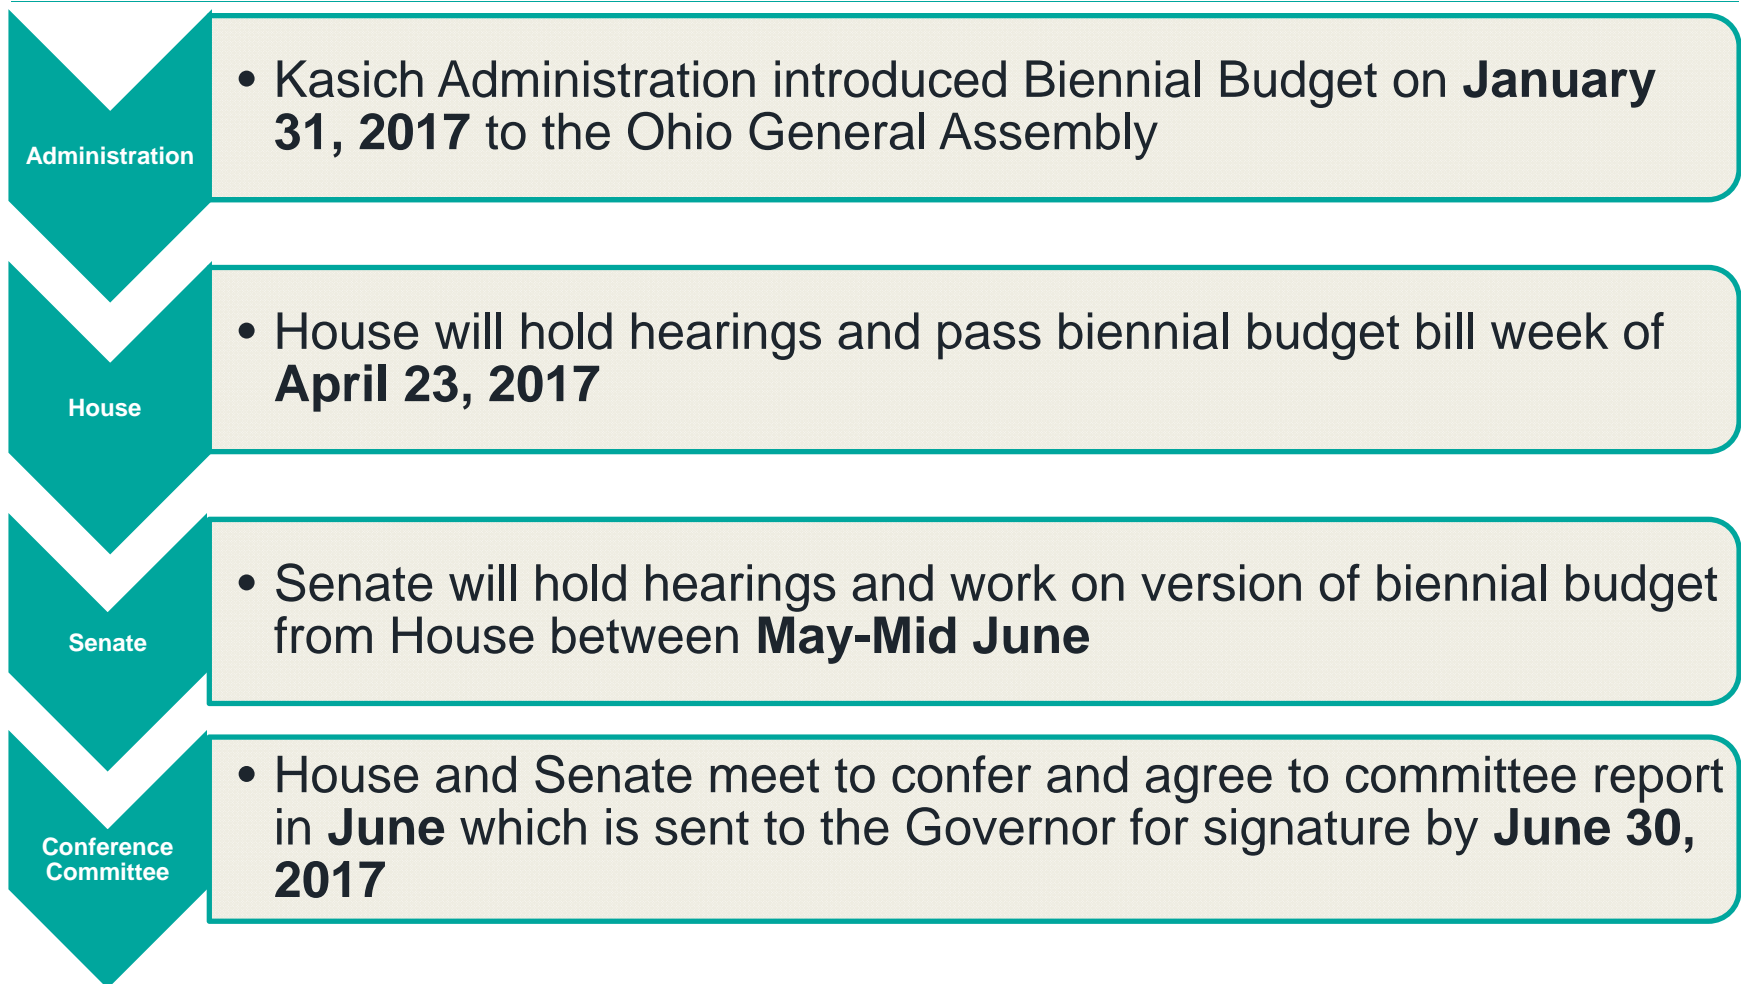 Administration
• Kasich Administration introduced Biennial Budget on January
31, 2017 to the Ohio General Assembly
House
• House will hold hearings and pass biennial budget bill week of
April 23, 2017
Senate
• Senate will hold hearings and work on version of biennial budget
from House between May-Mid June
Conference
Committee
• House and Senate meet to confer and agree to committee report
in June which is sent to the Governor for signature by June 30,
2017